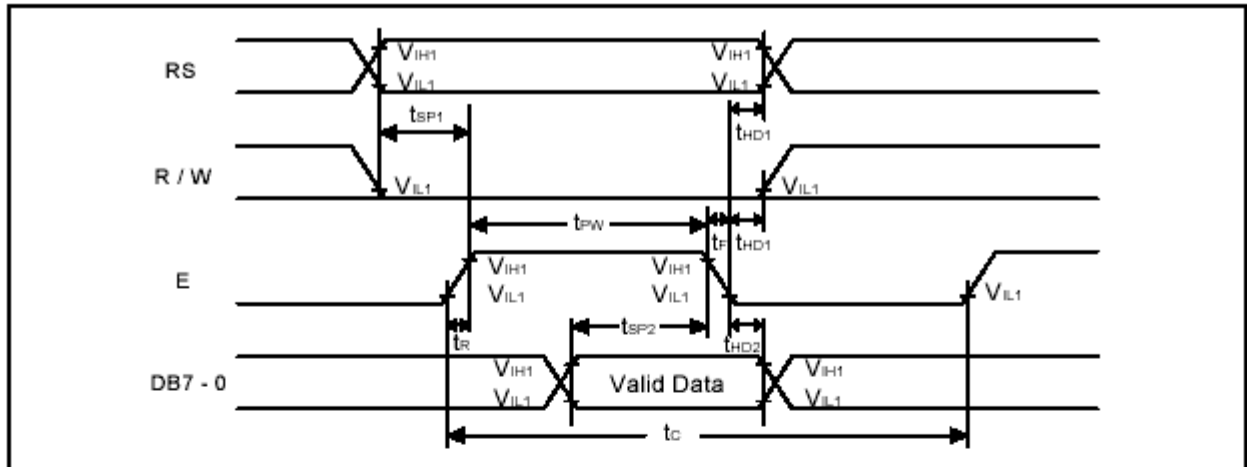 RS VIH1 VIH1
VIL1 VIL1
tSP1 tHD1
R / W VIL1 VIL1
tPW tF tHD1
E VIH1 VIH1
VIL1 VIL1 VIL1
tR tSP2 tHD2
DB7 - 0 VIH1 Valid Data VIH1
VIL1 VIL1
tC